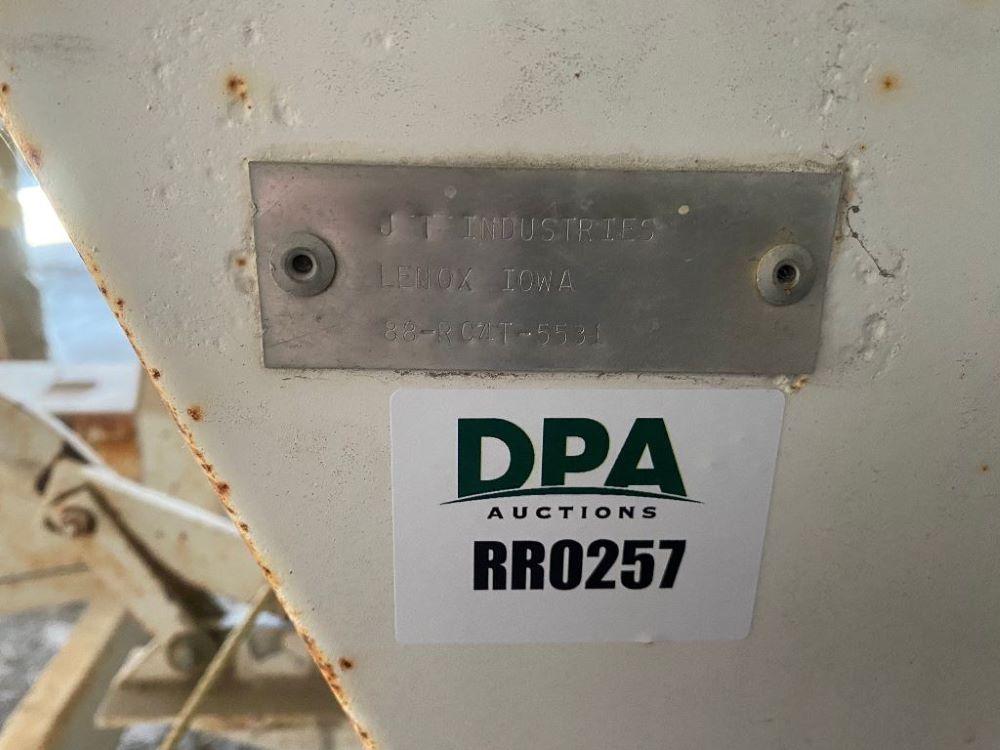 J T INDUSTRIES
LENOX IOWA
88-RC4T-5531
DPA
AUCTIONS
RR0257